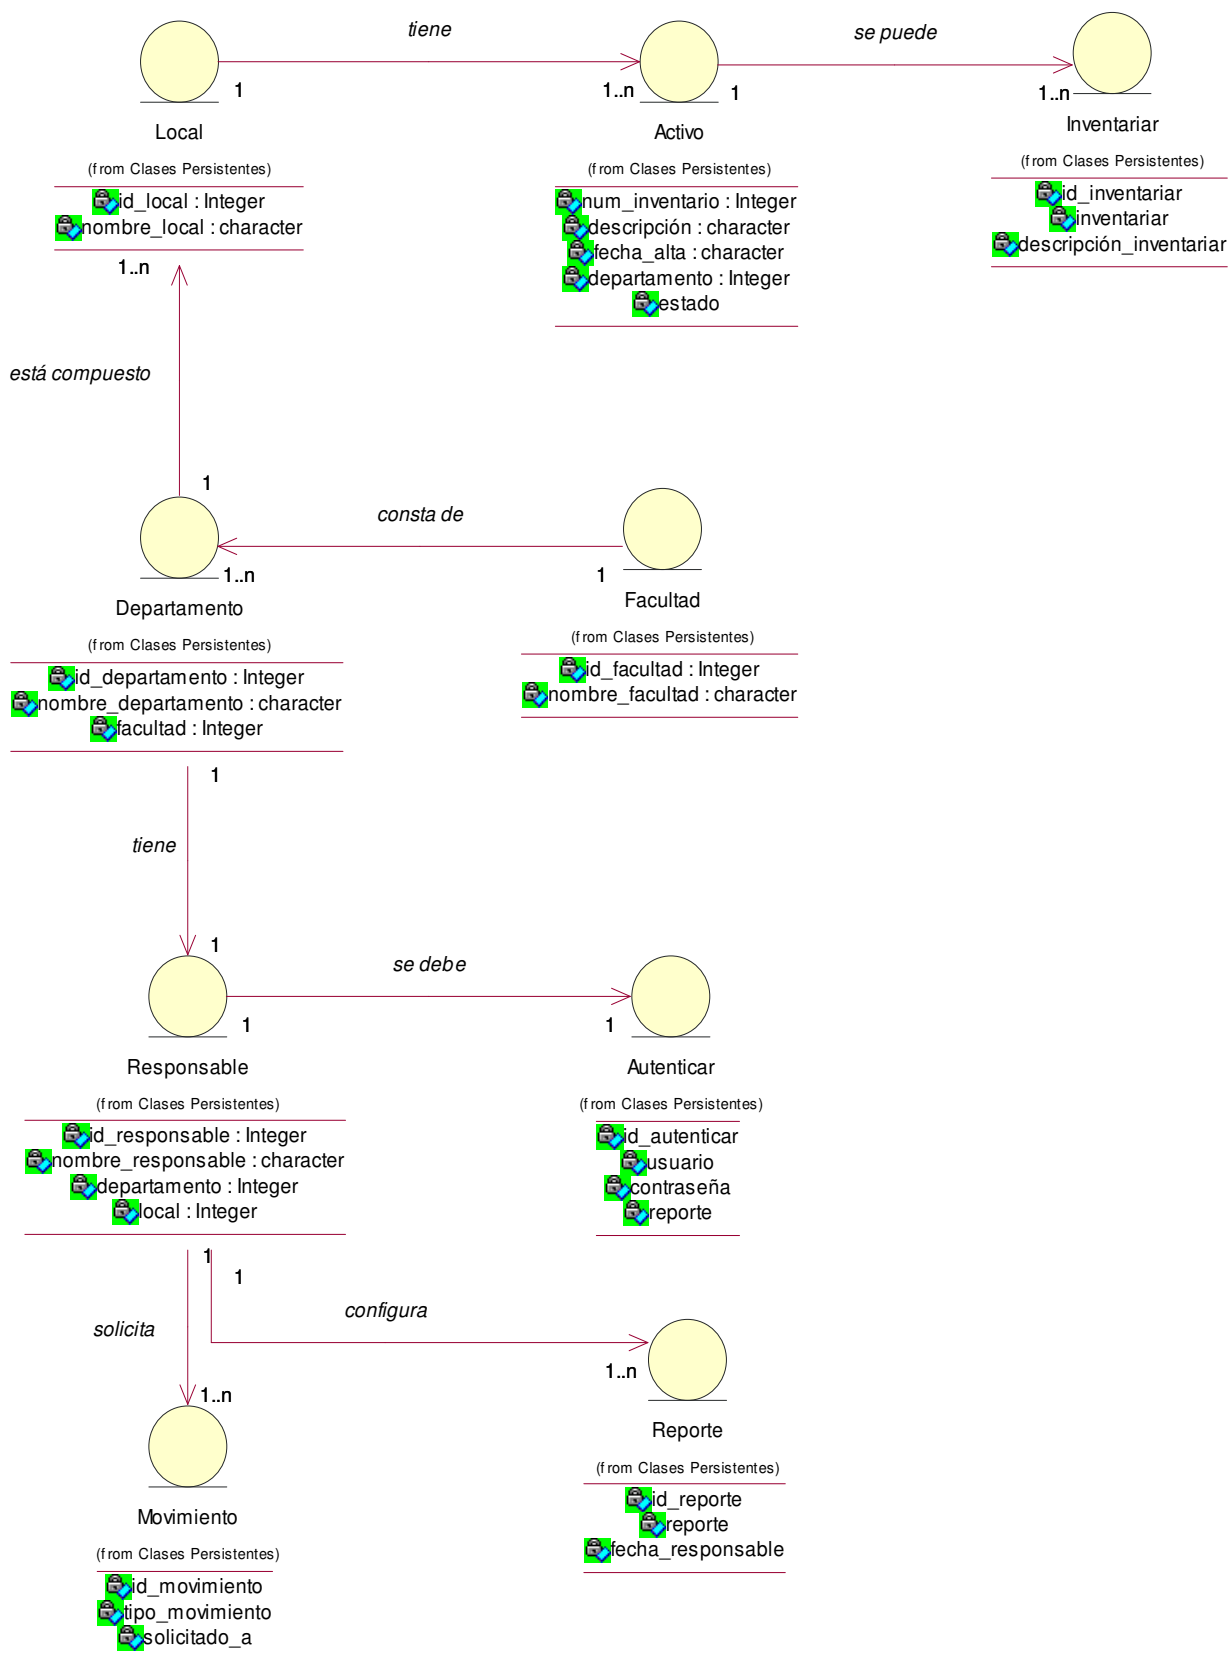 tiene
se puede
1
1..n
1
1..n
Local
Activo
Inventariar
(from Clases Persistentes)
(from Clases Persistentes)
(from Clases Persistentes)
id_local : Integer
nombre_local : character
num_inventario : Integer
descripción : character
fecha_alta : character
departamento : Integer
estado
id_inventariar
inventariar
descripción_inventariar
1..n
está compuesto
1
consta de
1..n
1
Departamento
Facultad
(from Clases Persistentes)
(from Clases Persistentes)
id_departamento : Integer
nombre_departamento : character
facultad : Integer
id_facultad : Integer
nombre_facultad : character
1
tiene
1
se debe
1
1
Responsable
Autenticar
(from Clases Persistentes)
(from Clases Persistentes)
id_responsable : Integer
nombre_responsable : character
departamento : Integer
local : Integer
id_autenticar
usuario
contraseña
reporte
1
1
configura
solicita
1..n
1..n
Reporte
(from Clases Persistentes)
id_reporte
reporte
fecha_responsable
Movimiento
(from Clases Persistentes)
id_movimiento
tipo_movimiento
solicitado_a